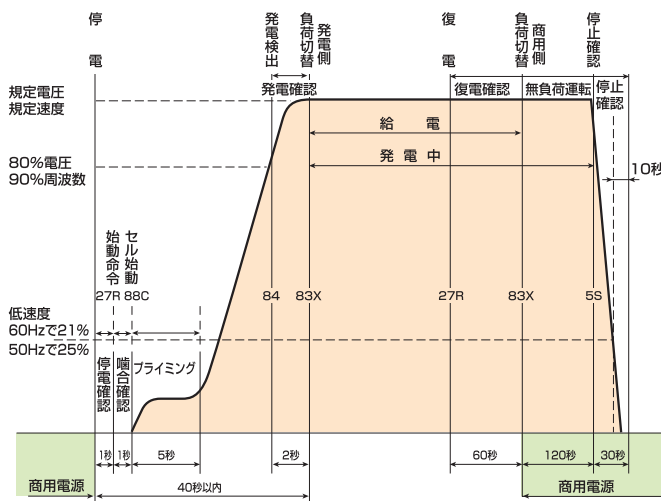 停電
発電検出
負荷切替
発電側
復電
負荷切替
商用側
停止確認
規定電圧
規定速度
発電確認
復電確認
無負荷運転
停止
確認
給電
発電中
80%電圧
90%周波数
10秒
始動命令
セル始動
27R
88C
84
83X
27R
83X
5S
低速度
60Hzで21%
50Hzで25%
停電確認
噛合確認
プライミング
1秒
1秒
5秒
2秒
60秒
120秒
30秒
商用電源
40秒以内
商用電源